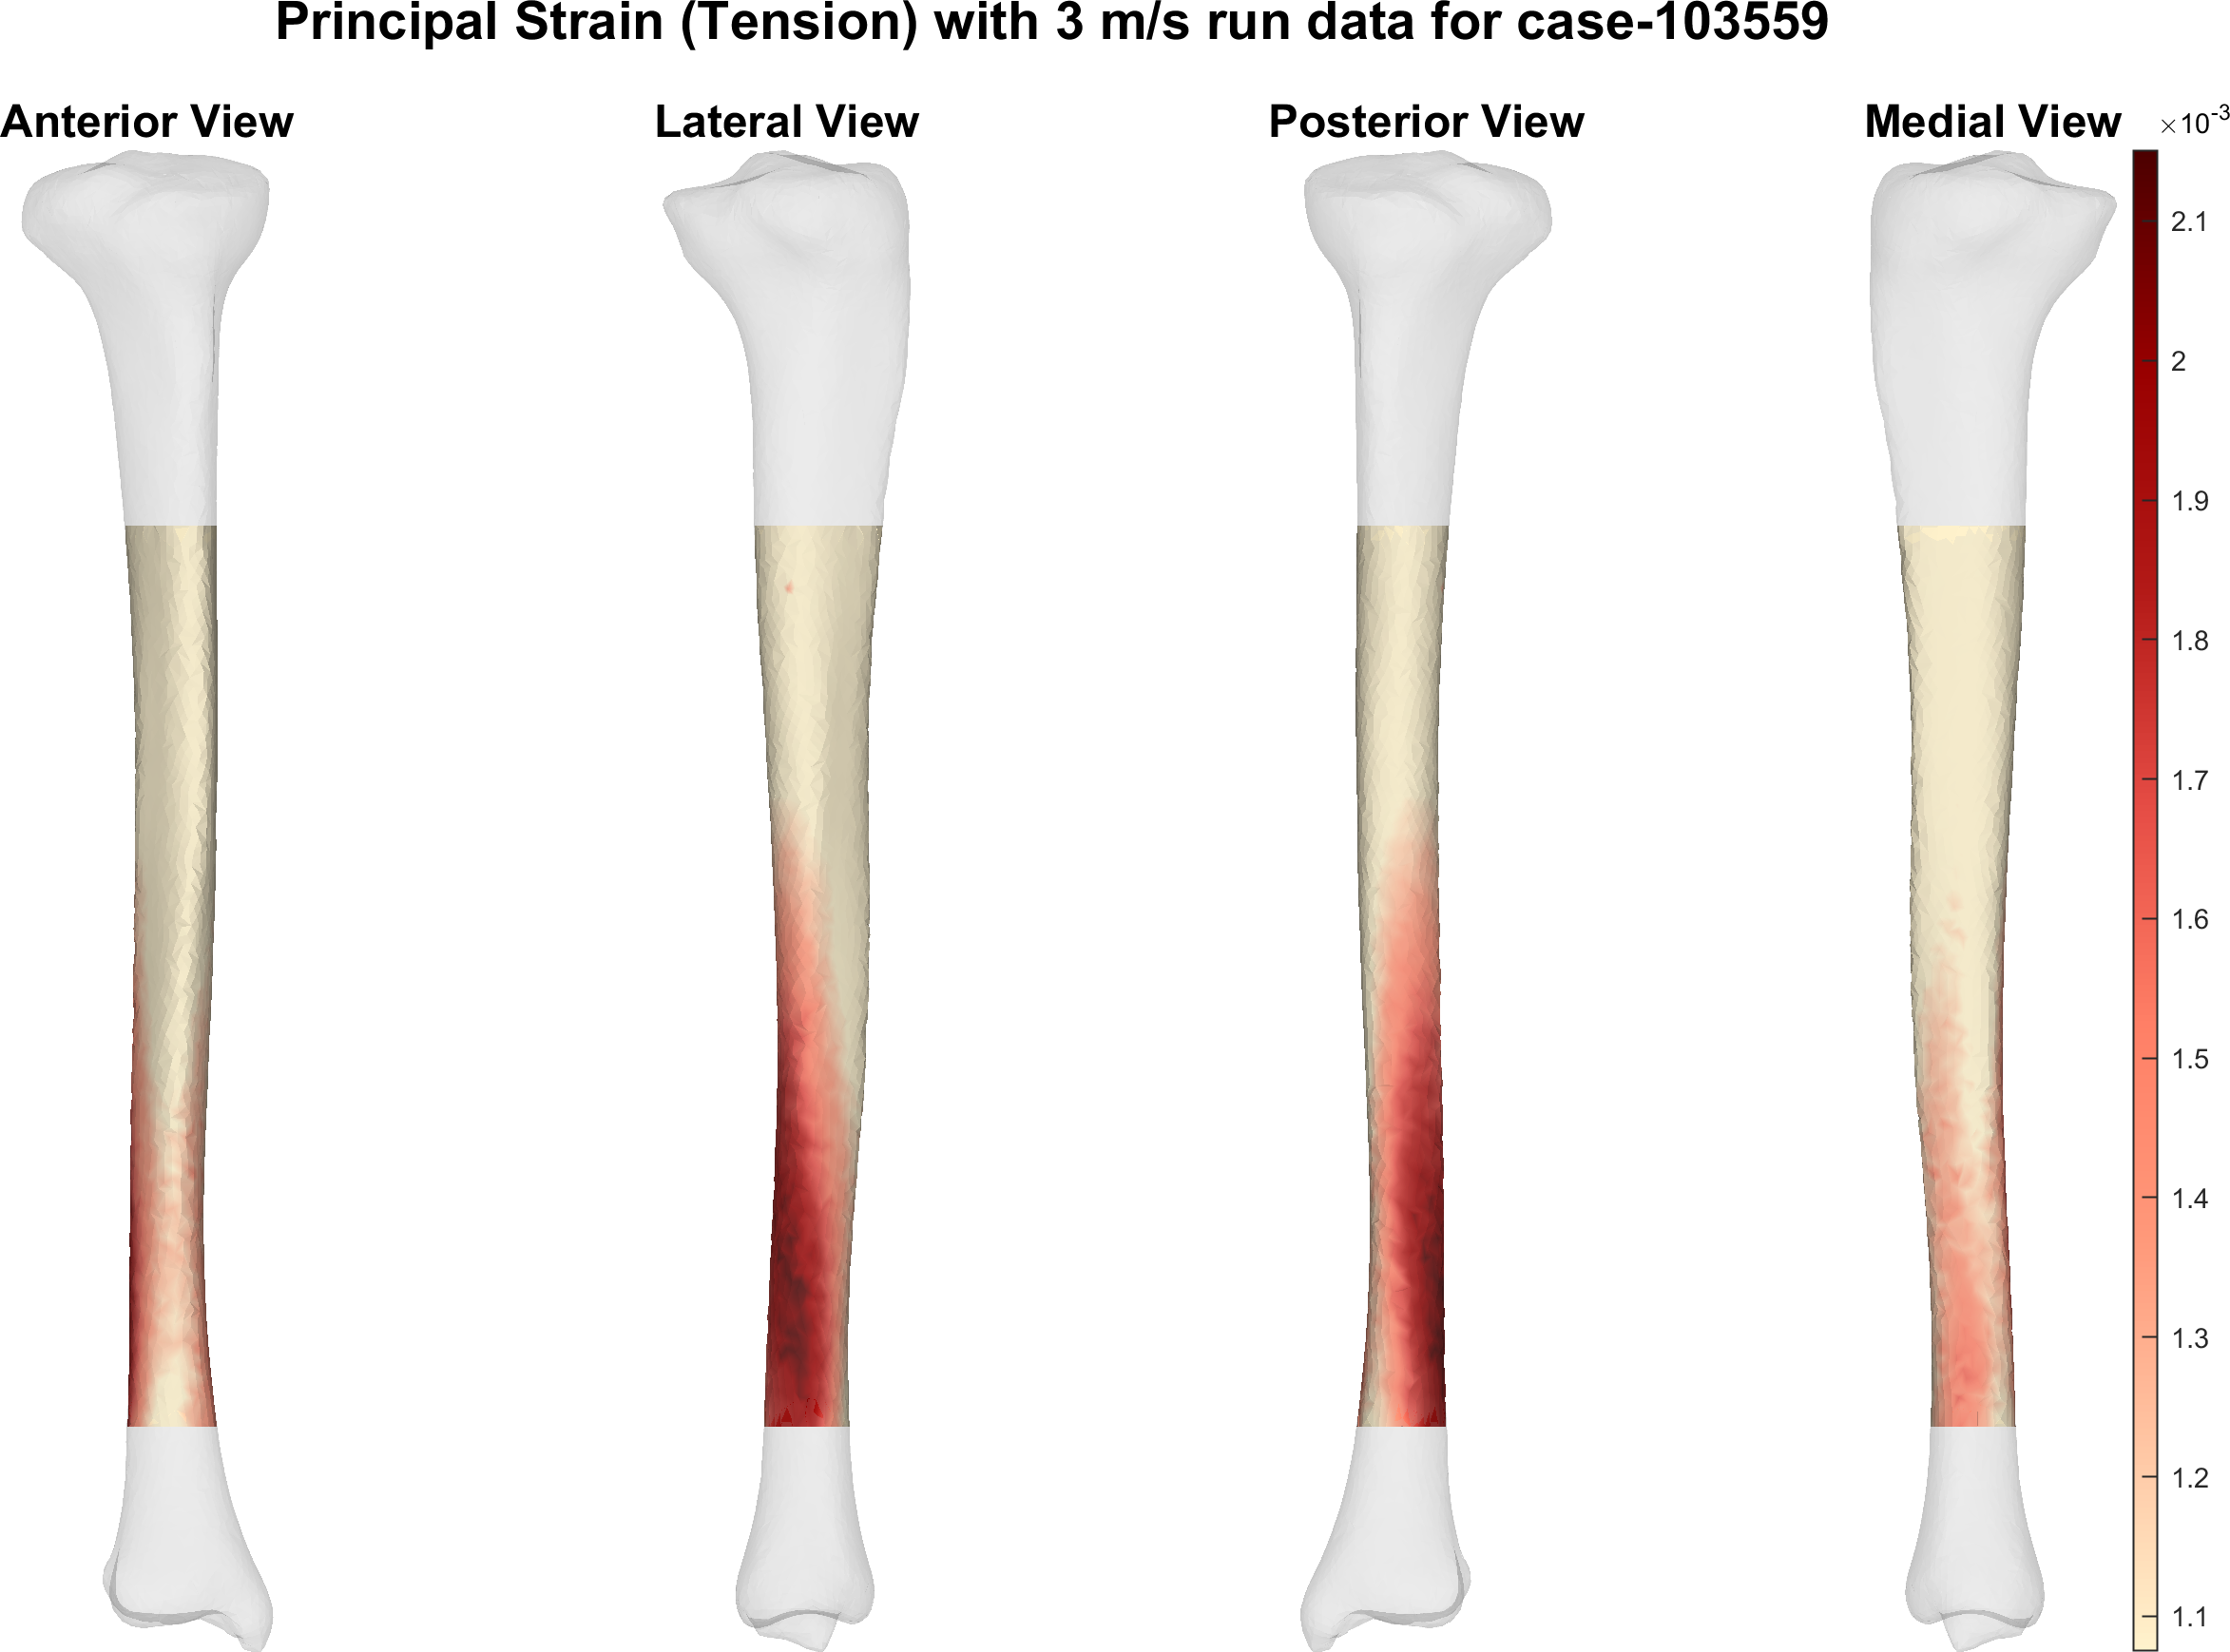 Principal Strain (Tension) with 3 m/s run data for case-103559
Anterior View
Lateral View
Posterior View
Medial View
×10-3
2.1
2
1.9
1.8
1.7
1.6
1.5
1.4
1.3
1.2
1.1